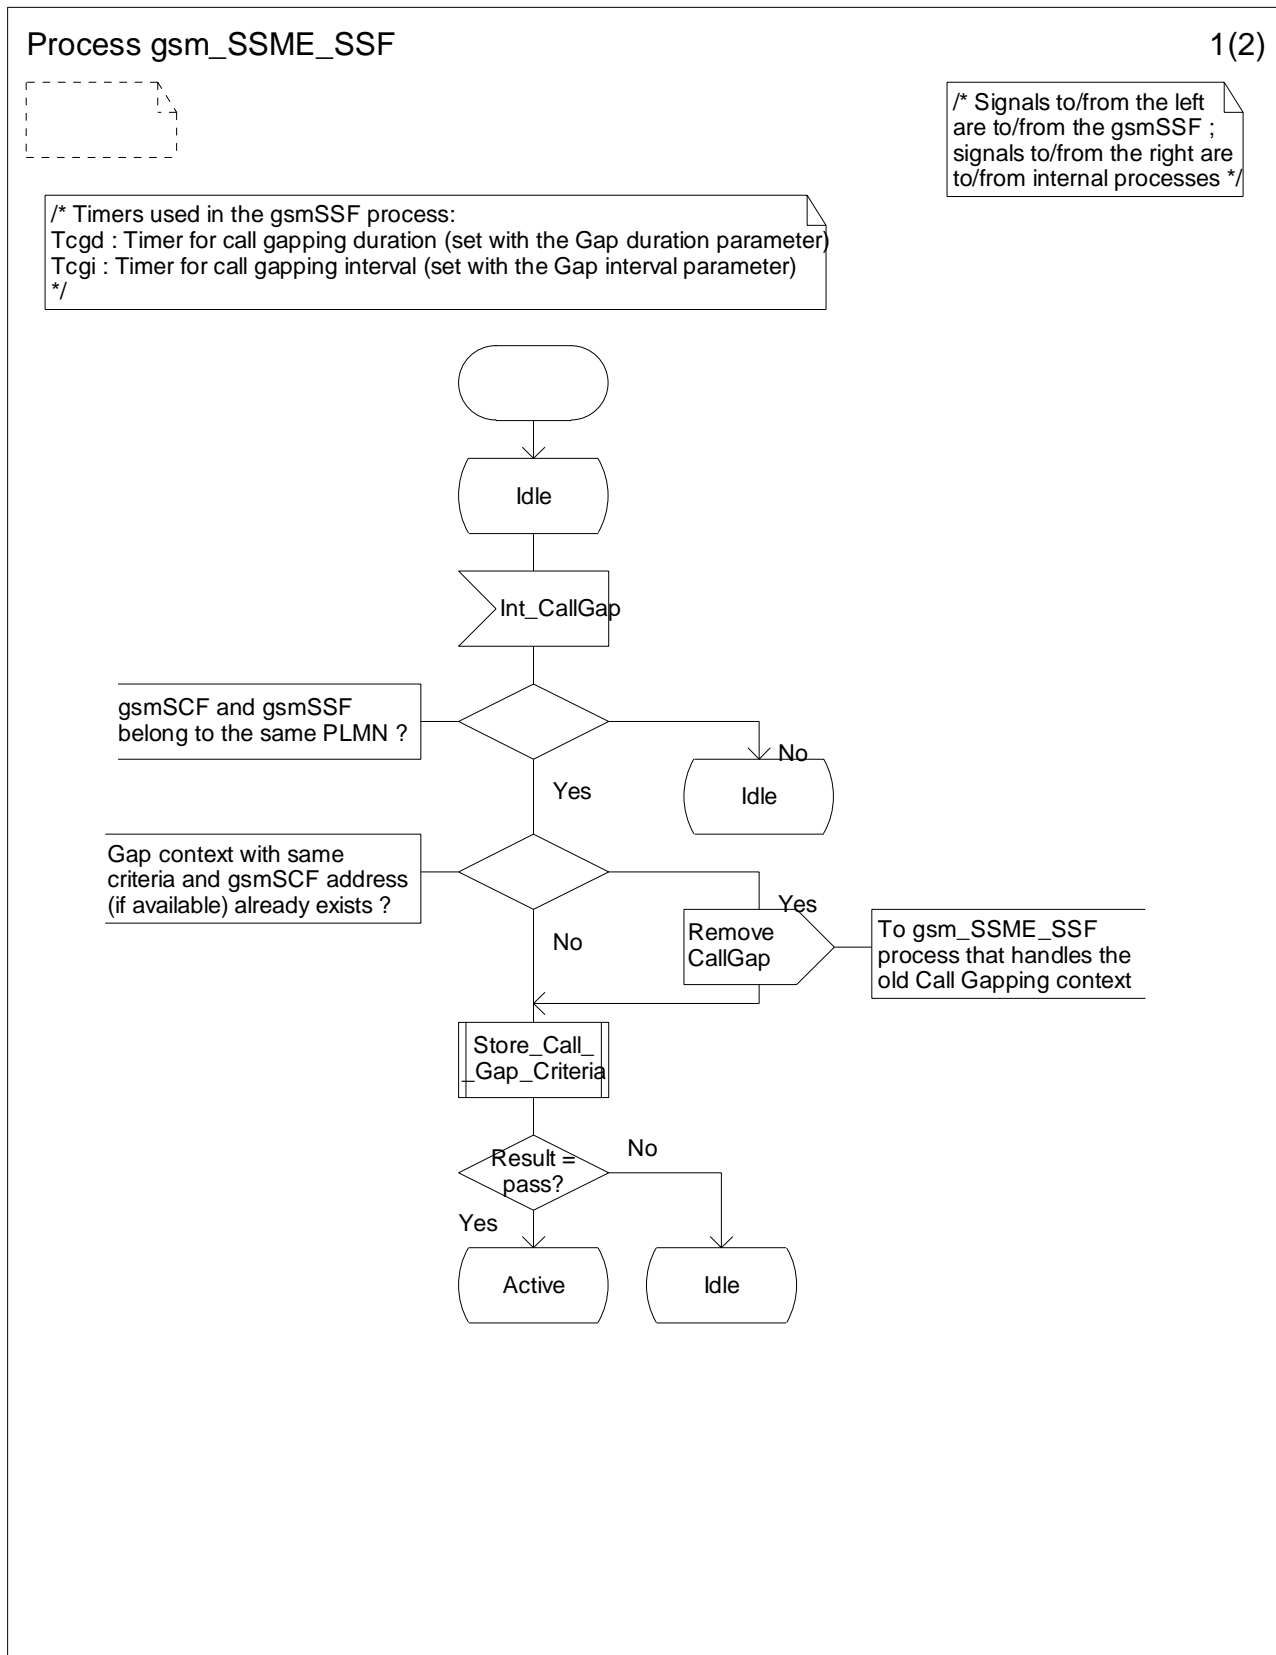 Process gsm_SSME_SSF
1(2)
/* Signals to/from the left
are to/from the gsmSSF ;
signals to/from the right are
to/from internal processes */
/* Timers used in the gsmSSF process:
Tcgd : Timer for call gapping duration (set with the Gap duration parameter)
Tcgi : Timer for call gapping interval (set with the Gap interval parameter)
*/
Idle
Int_CallGap
gsmSCF and gsmSSF
belong to the same PLMN ?
No
Idle
Yes
Gap context with same
criteria and gsmSCF address
(if available) already exists ?
Yes
No
Remove
CallGap
To gsm_SSME_SSF
process that handles the
old Call Gapping context
Store_Call_
_Gap_Criteria
Result =
pass?
No
Yes
Active
Idle